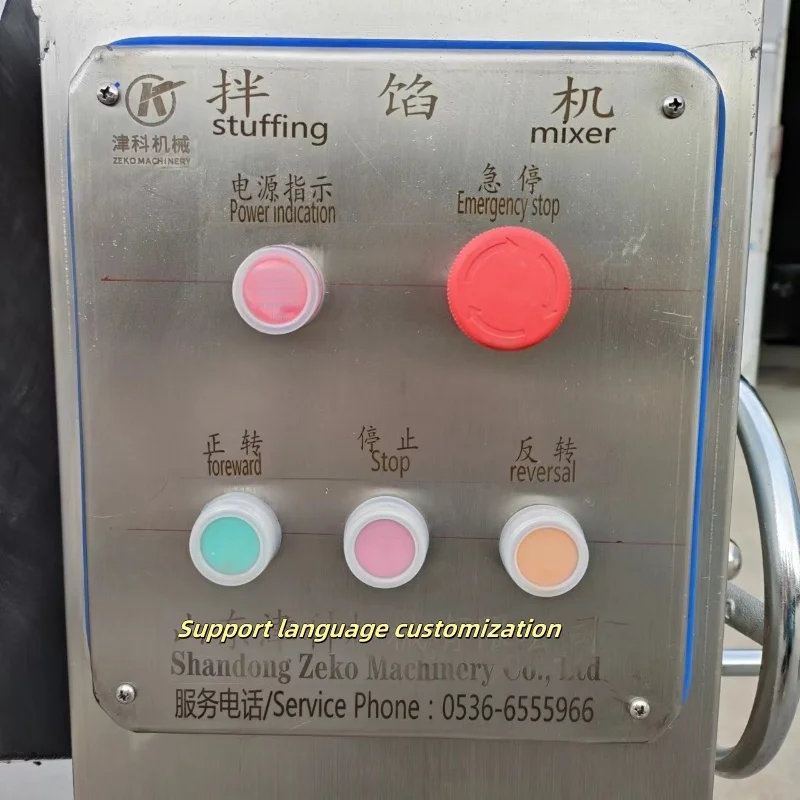 拌 馅 机
stuffing mixer
津科机械
ZEKO MACHINERY
电源指示
Power indication
急停
Emergency stop
正转
foreward
停止
Stop
反转
reversal
Support language customization
Shandong Zeko Machinery Co., Ltd
服务电话/Service Phone : 0536-6555966